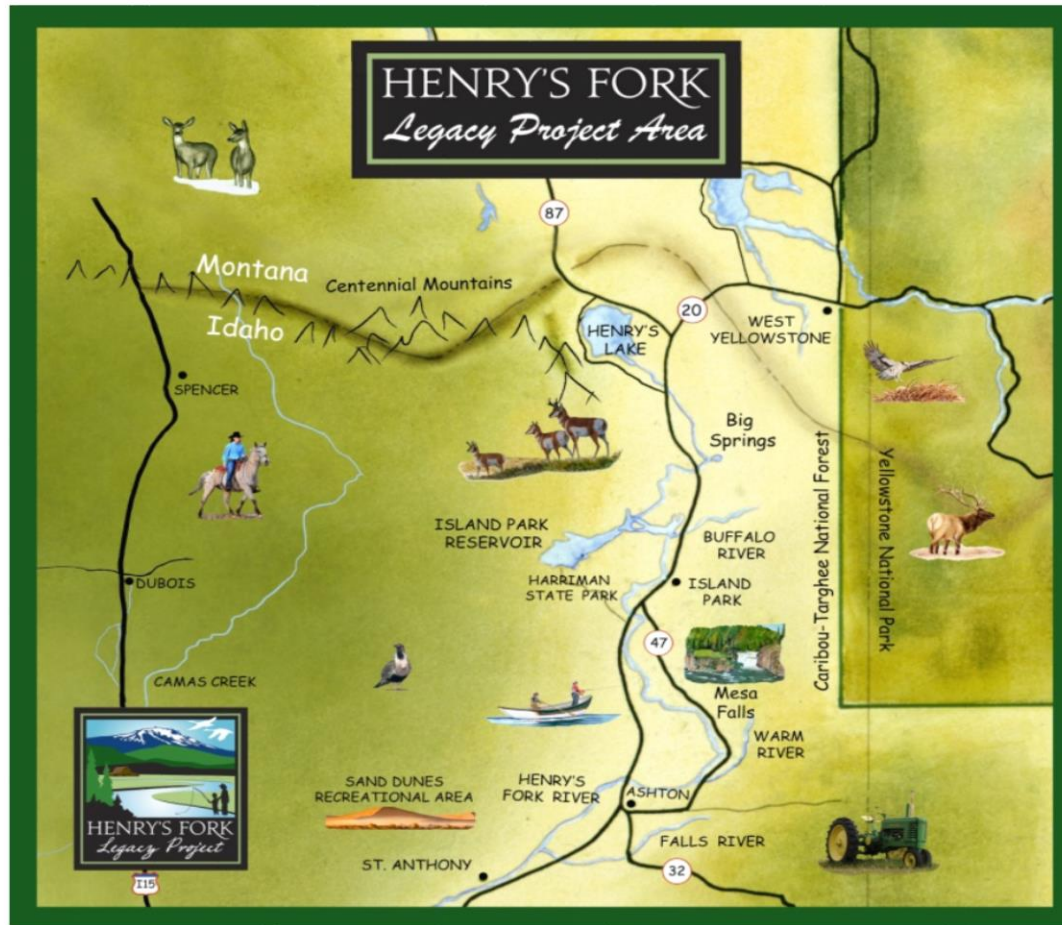 HENRY'S FORK
Legacy Project Area
87
Montana
Centennial Mountains
Idaho
20
HENRY'S
LAKE
WEST
YELLOWSTONE
SPENCER
Big
Springs
Caribou-Targhee National Forest
Yellowstone National Park
ISLAND PARK
RESERVOIR
BUFFALO
RIVER
DUBOIS
HARRIMAN
STATE PARK
ISLAND
PARK
47
CAMAS CREEK
Mesa
Falls
WARM
RIVER
SAND DUNES
RECREATIONAL AREA
HENRY'S
FORK RIVER
ASHTON
HENRY'S FORK
Legacy Project
FALLS RIVER
ST. ANTHONY
32
I15